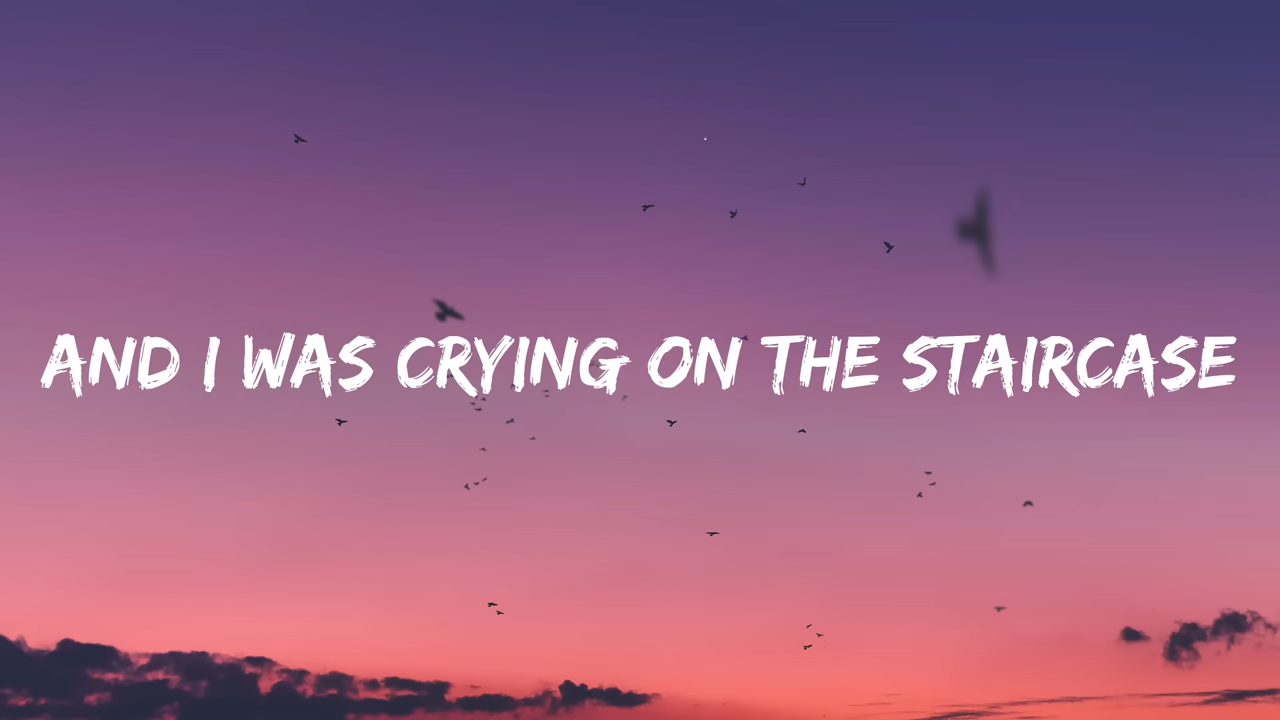 AND I WAS CRYING ON THE STAIRCASE